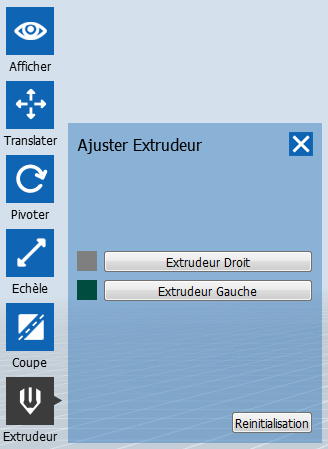 Afficher
Translater
Pivoter
Echèle
Coupe
Extrudeur
Ajuster Extrudeur
Extrudeur Droit
Extrudeur Gauche
Reinitialisation